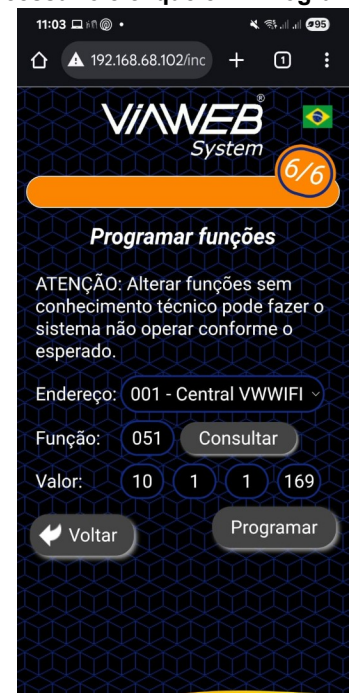 11:03
95
192.168.68.102/inc
1
VIAWEB®
System
6/6
Programar funções
ATENÇÃO: Alterar funções sem
conhecimento técnico pode fazer o
sistema não operar conforme o
esperado.
Endereço: 001 - Central VWWIFI
Função: 051 Consultar
Valor: 10 1 1 169
Voltar Programar